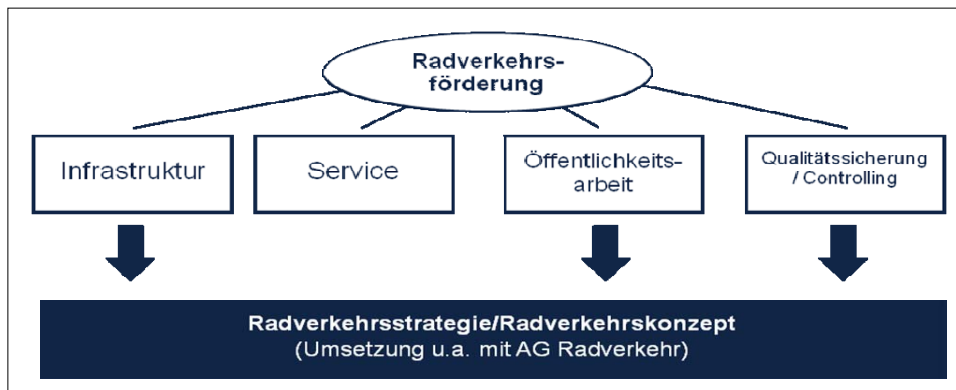 Radverkehrs-
förderung
Infrastruktur
Service
Öffentlichkeits-
arbeit
Qualitätssicherung
/ Controlling
Radverkehrsstrategie/Radverkehrskonzept
(Umsetzung u.a. mit AG Radverkehr)